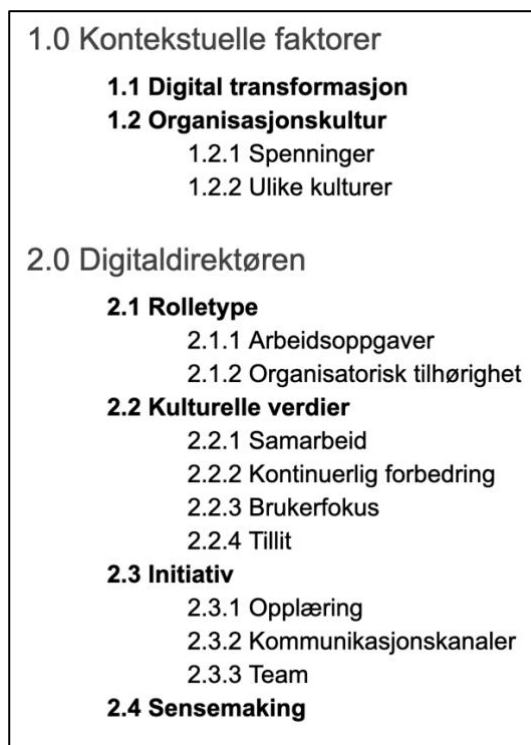 1.0 Kontekstuelle faktorer
1.1 Digital transformasjon
1.2 Organisasjonskultur
1.2.1 Spenninger
1.2.2 Ulike kulturer
2.0 Digitaldirektøren
2.1 Rolletype
2.1.1 Arbeidsoppgaver
2.1.2 Organisatorisk tilhørighet
2.2 Kulturelle verdier
2.2.1 Samarbeid
2.2.2 Kontinuerlig forbedring
2.2.3 Brukerfokus
2.2.4 Tillit
2.3 Initiativ
2.3.1 Opplæring
2.3.2 Kommunikasjonskanaler
2.3.3 Team
2.4 Sensemaking